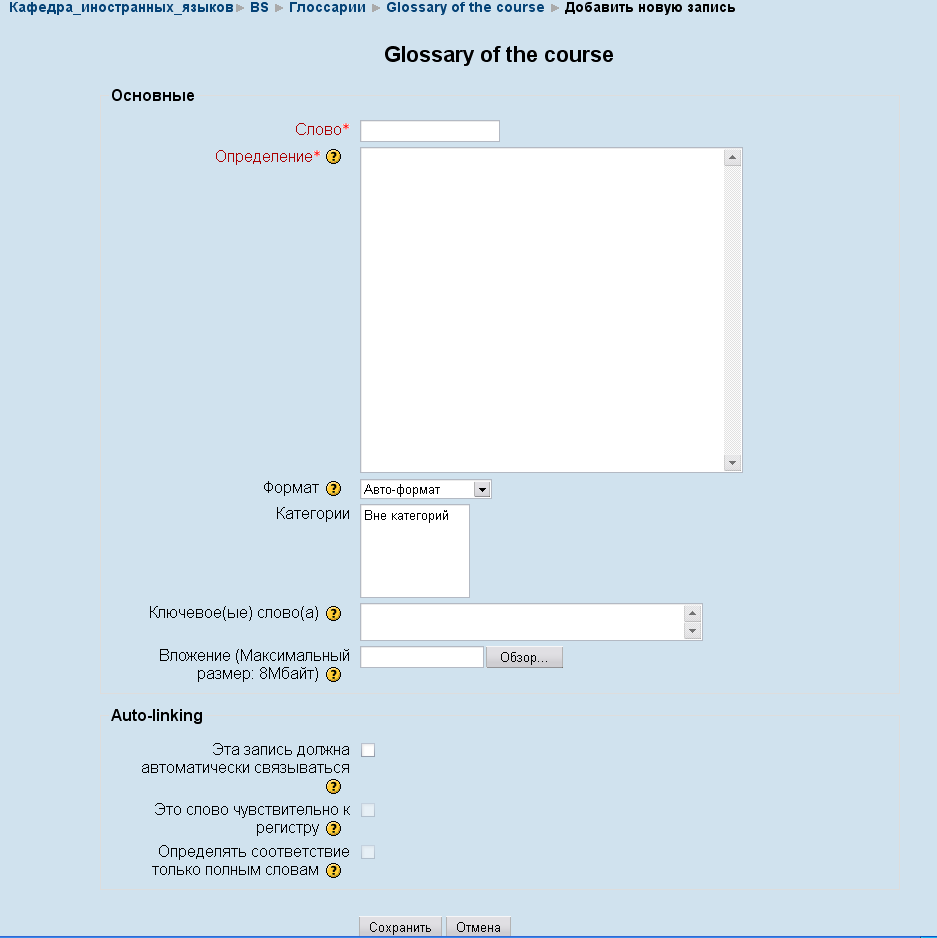 Кафедра_иностранных_языков ► BS ► Глоссарии ► Glossary of the course ► Добавить новую запись
Glossary of the course
Основные
Слово*
Определение*
Формат
Авто-формат
Категории
Вне категорий
Ключевое(ые) слово(а)
Вложение (Максимальный
размер: 8Мбайт)
Обзор...
Auto-linking
Эта запись должна
автоматически связываться
Это слово чувствительно к
регистру
Определять соответствие
только полным словам
Сохранить Отмена